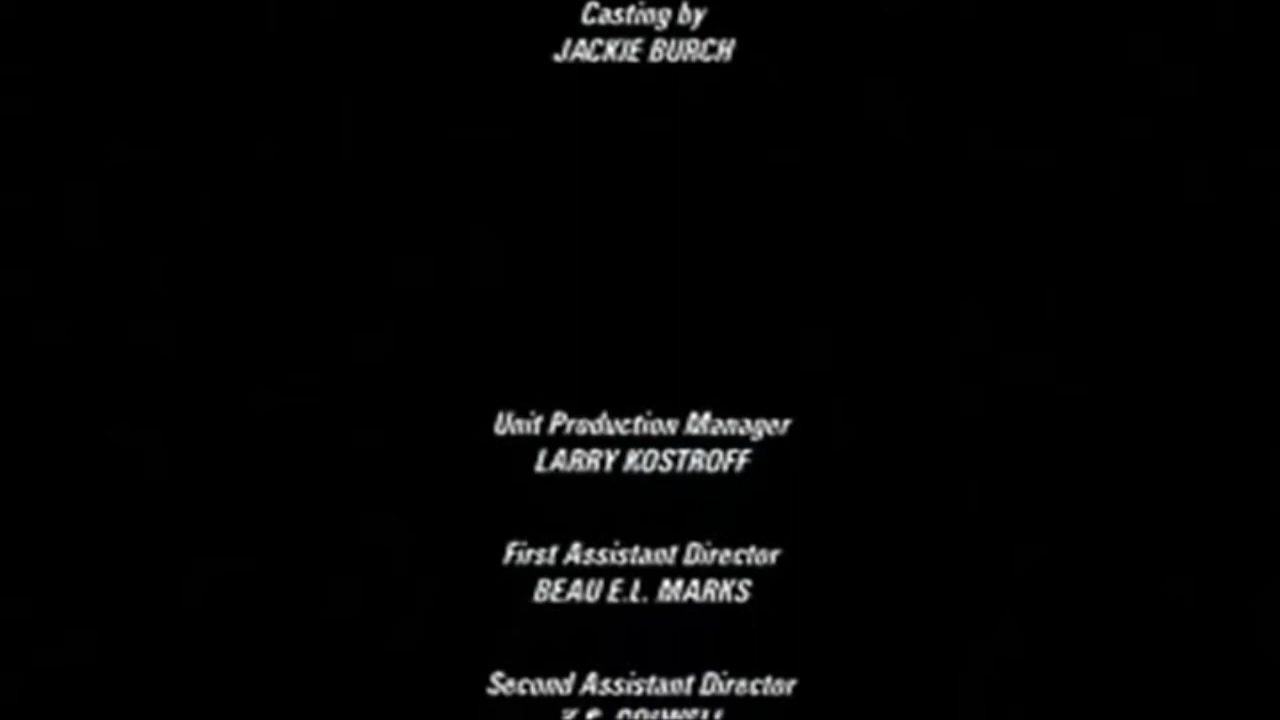 Casting by
JACKIE BURCH
Unit Production Manager
LARRY KOSTROFF
First Assistant Director
BEAU E.L. MARKS
Second Assistant Director